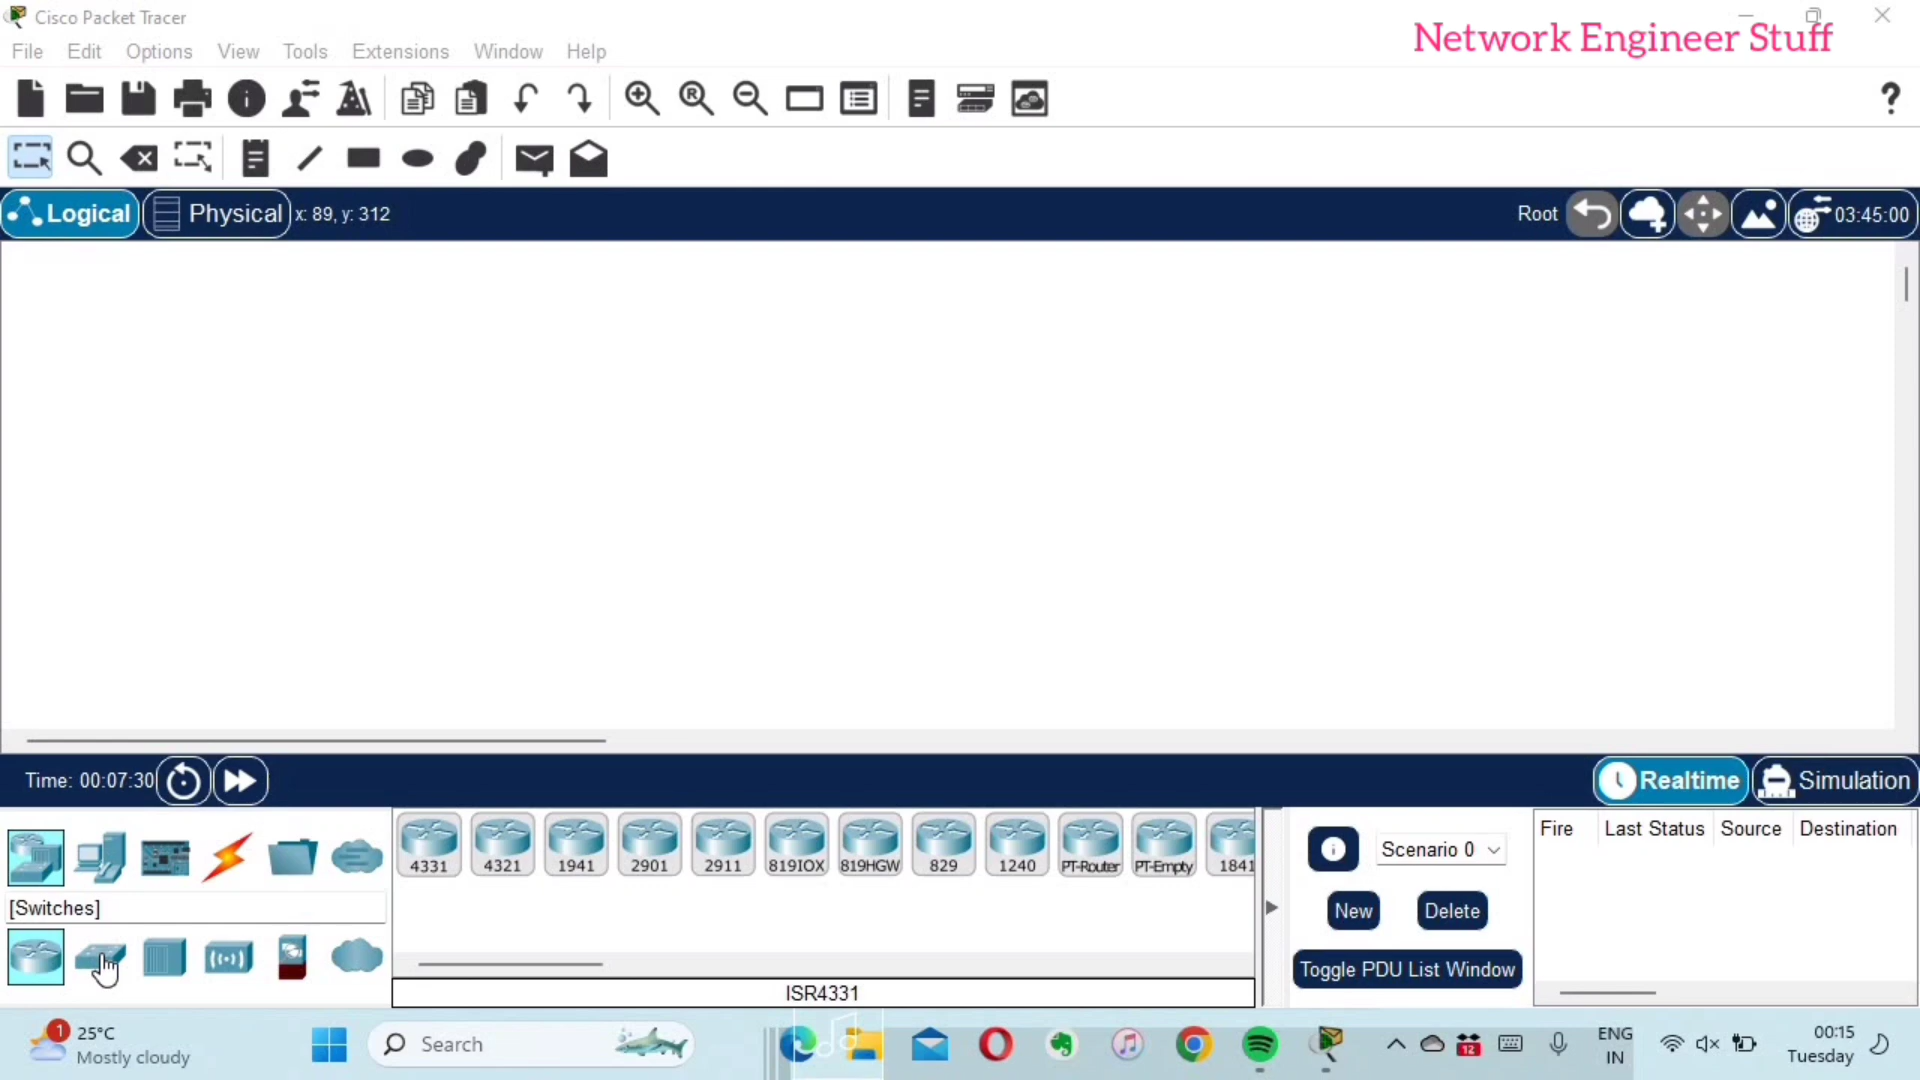 Cisco Packet Tracer
Network Engineer Stuff
File Edit Options View Tools Extensions Window Help
?
Logical Physical x: 89, y: 312 Root 03:45:00
Time: 00:07:30 Realtime Simulation
4331 4321 1941 2901 2911 819IOX 819HGW 829 1240 PT-Router PT-Empty 1841
Scenario 0
Fire Last Status Source Destination
[Switches]
New Delete
Toggle PDU List Window
ISR4331
1 25°C
Mostly cloudy
Search
12
ENG
IN
00:15
Tuesday